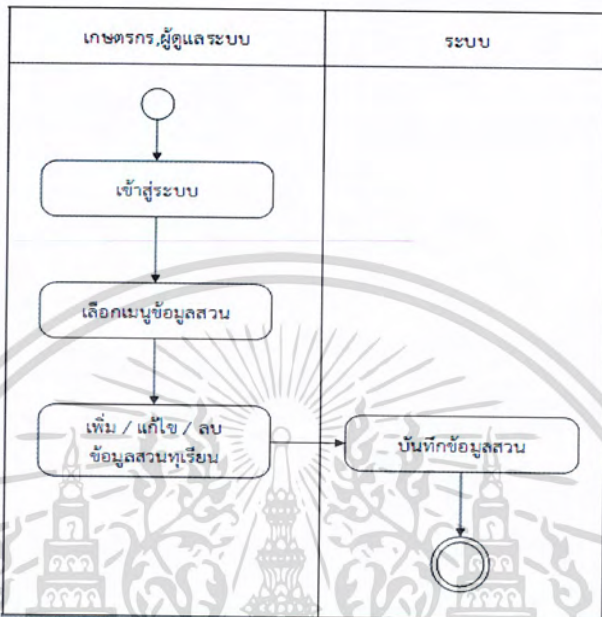 เกษตรกร,ผู้ดูแลระบบ
ระบบ
เข้าสู่ระบบ
เลือกเมนูข้อมูลสวน
เพิ่ม / แก้ไข / ลบ
ข้อมูลสวนทุเรียน
บันทึกข้อมูลสวน